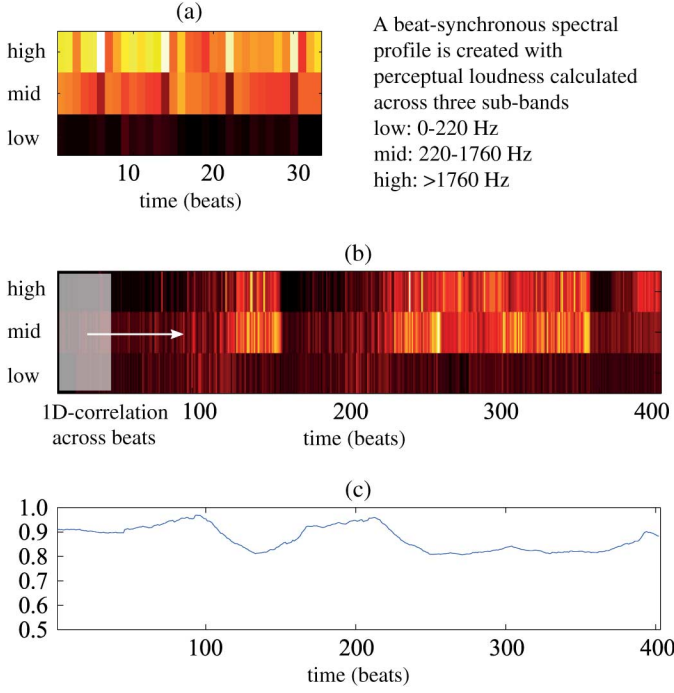 (a)
high
mid
low
10 20 30
time (beats)
A beat-synchronous spectral
profile is created with
perceptual loudness calculated
across three sub-bands
low: 0-220 Hz
mid: 220-1760 Hz
high: >1760 Hz
(b)
high
mid
low
1D-correlation
across beats
100 200 300 400
time (beats)
(c)
1.0
0.9
0.8
0.7
0.6
0.5
100 200 300 400
time (beats)